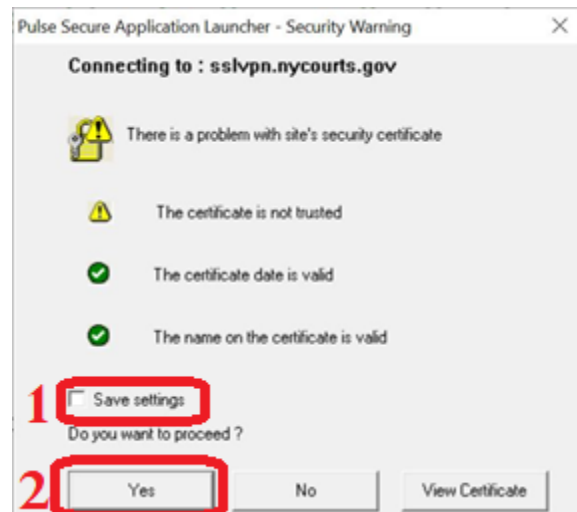 Pulse Secure Application Launcher - Security Warning
Connecting to : sslvpn.nycourts.gov
There is a problem with site's security certificate
The certificate is not trusted
The certificate date is valid
The name on the certificate is valid
1 Save settings
Do you want to proceed ?
2 Yes No View Certificate